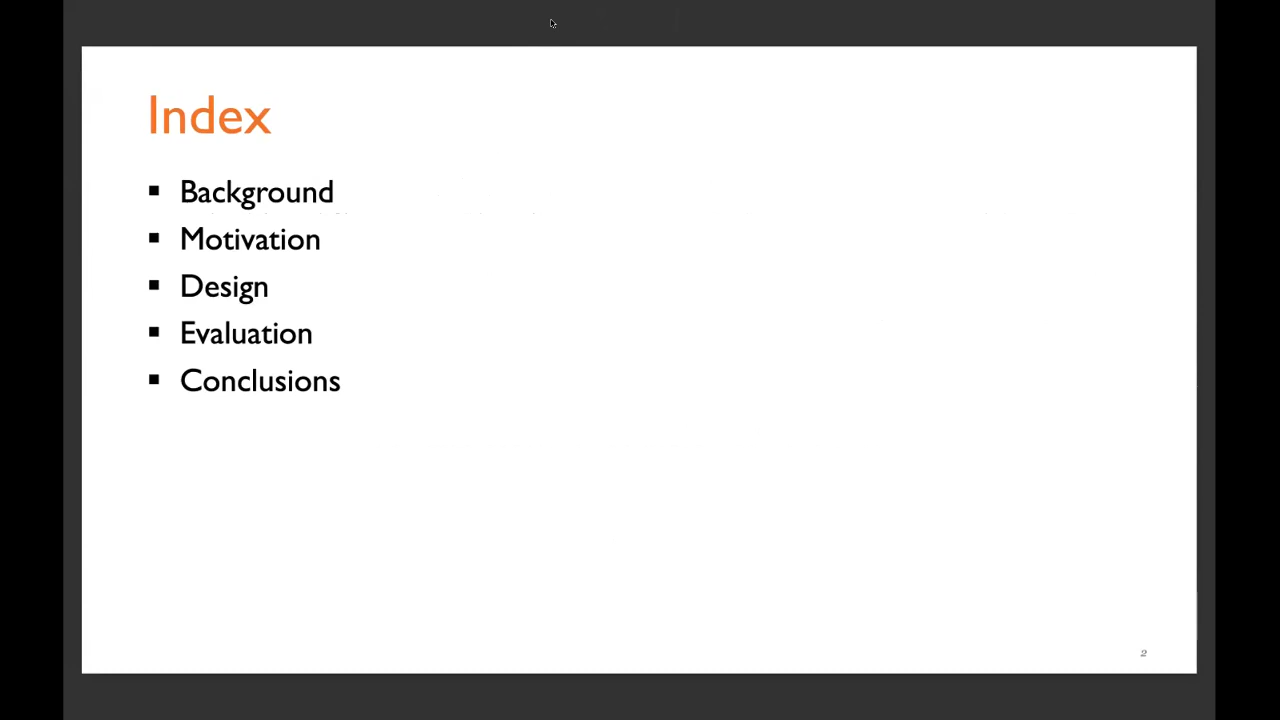 Index
▪ Background
▪ Motivation
▪ Design
▪ Evaluation
▪ Conclusions
2